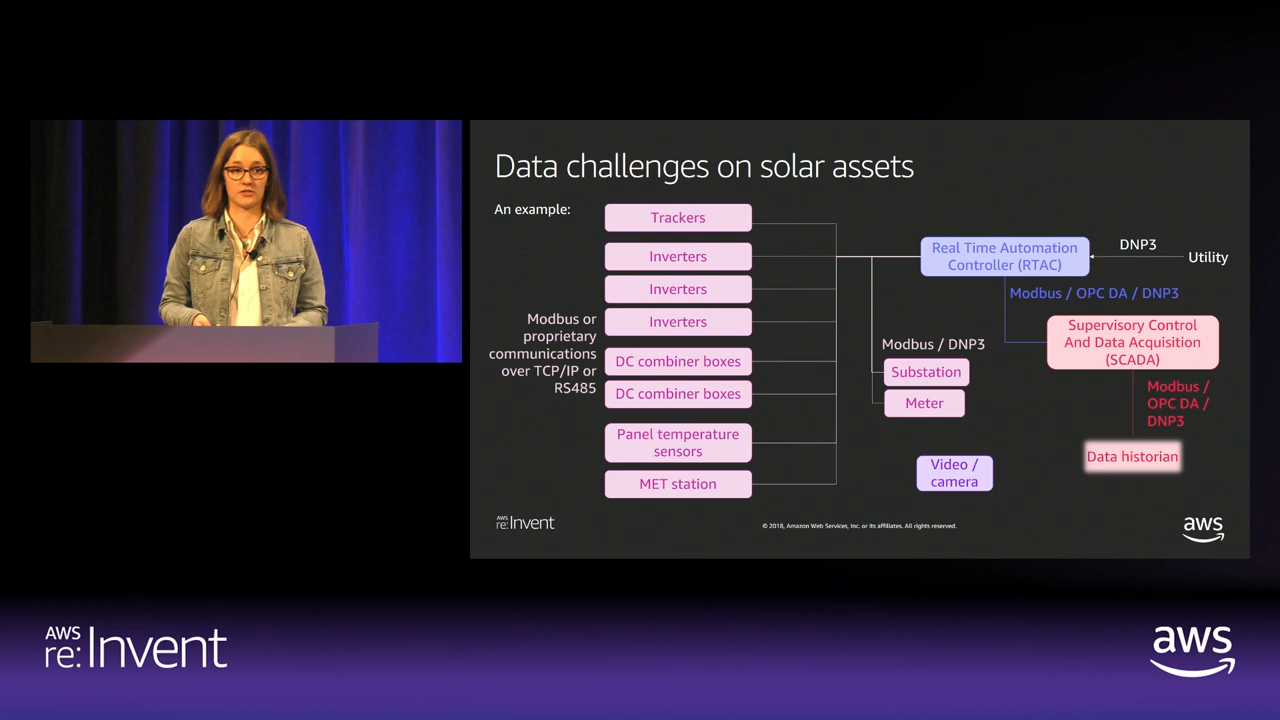 Data challenges on solar assets
An example:
Trackers
Inverters
Inverters
Inverters
DC combiner boxes
DC combiner boxes
Panel temperature
sensors
MET station
Modbus or
proprietary
communications
over TCP/IP or
RS485
Real Time Automation
Controller (RTAC)
DNP3
Utility
Modbus / OPC DA / DNP3
Supervisory Control
And Data Acquisition
(SCADA)
Modbus / DNP3
Substation
Meter
Modbus /
OPC DA /
DNP3
Data historian
Video /
camera
AWS
re:Invent
© 2018, Amazon Web Services, Inc. or its affiliates. All rights reserved.
aws
AWS
re:Invent
aws